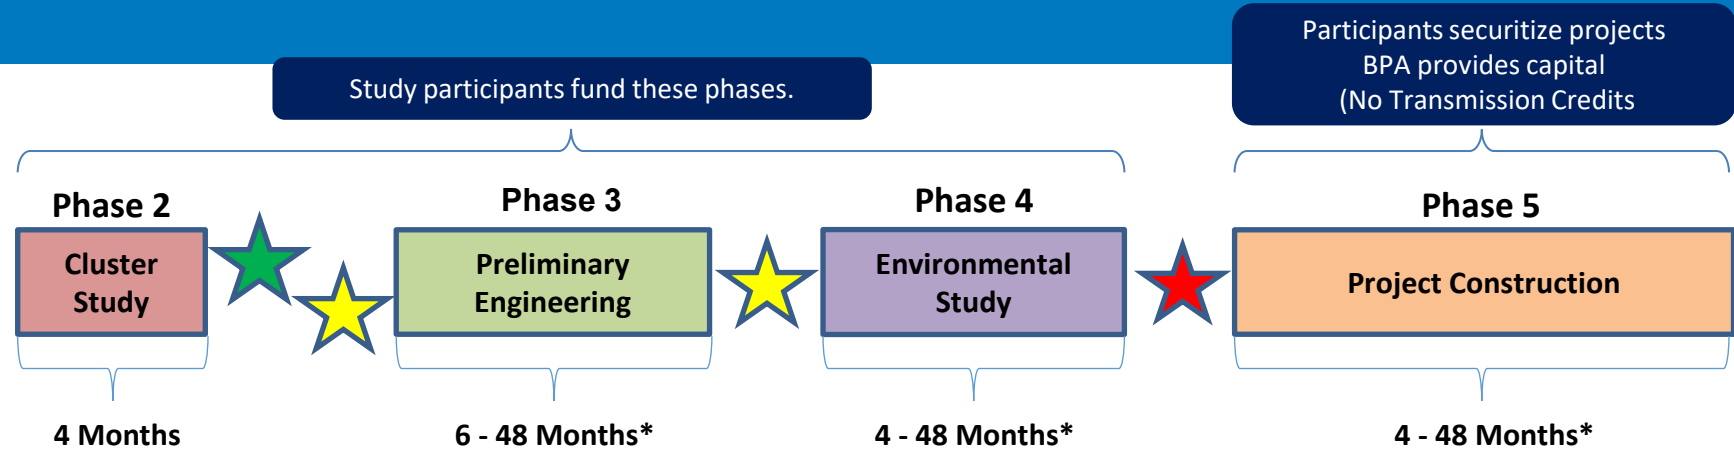 Participants securitize projects
BPA provides capital
(No Transmission Credits
Study participants fund these phases.
Phase 2
Phase 3
Phase 4
Phase 5
Cluster
Study
Preliminary
Engineering
Environmental
Study
Project Construction
4 Months
6 - 48 Months*
4 - 48 Months*
4 - 48 Months*